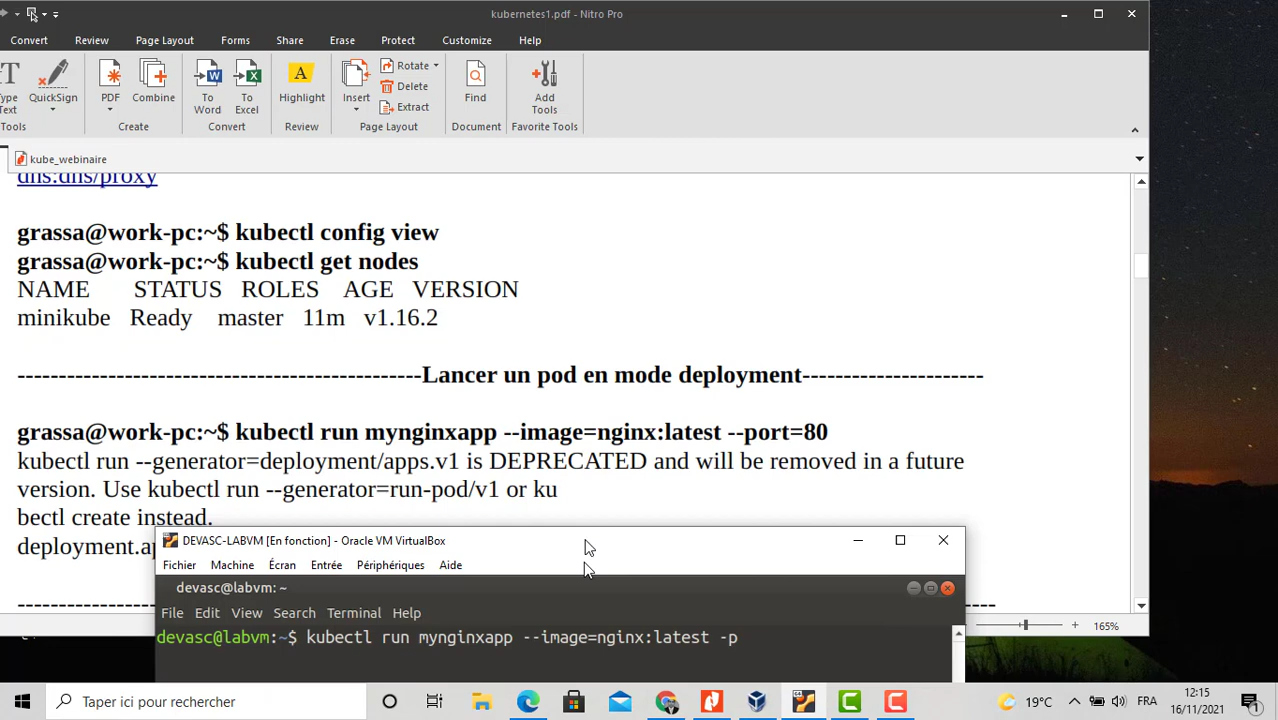 kubernetes1.pdf - Nitro Pro
Convert Review Page Layout Forms Share Erase Protect Customize Help
Type Text
QuickSign
PDF
Combine
To Word
To Excel
Highlight
Insert
Rotate
Delete
Extract
Find
Add Tools
Tools Create Convert Review Page Layout Document Favorite Tools
kube_webinaire
dns:dns/proxy
grassa@work-pc:~$ kubectl config view
grassa@work-pc:~$ kubectl get nodes
NAME STATUS ROLES AGE VERSION
minikube Ready master 11m v1.16.2
-------------------------------------------------Lancer un pod en mode deployment----------------------
grassa@work-pc:~$ kubectl run mynginxapp --image=nginx:latest --port=80
kubectl run --generator=deployment/apps.v1 is DEPRECATED and will be removed in a future
version. Use kubectl run --generator=run-pod/v1 or ku
bectl create instead.
deployment.a
DEVASC-LABVM [En fonction] - Oracle VM VirtualBox
Fichier Machine Écran Entrée Périphériques Aide
devasc@labvm: ~
File Edit View Search Terminal Help
devasc@labvm:~$ kubectl run mynginxapp --image=nginx:latest -p
165%
Taper ici pour rechercher
19°C
FRA
12:15
16/11/2021
1